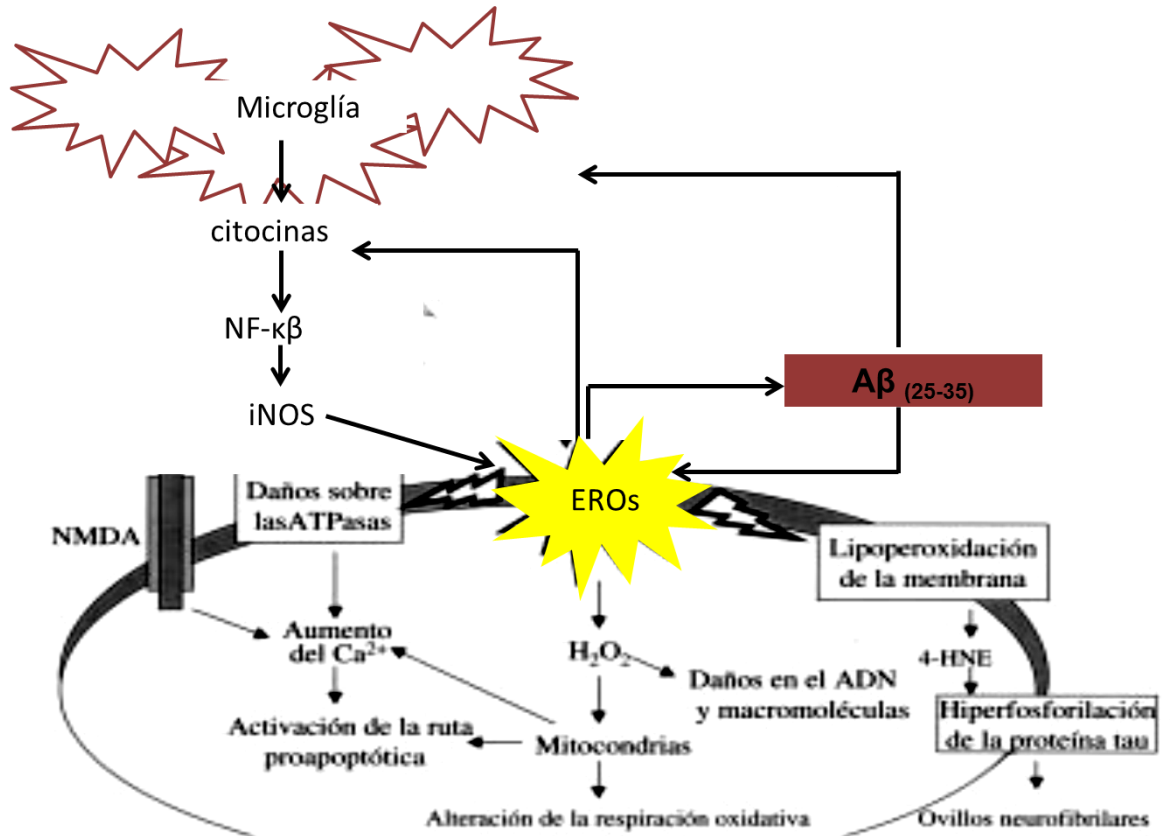 Microglía
citocinas
NF-κβ
iNOS
Aβ (25-35)
EROs
Daños sobre
lasATPasas
NMDA
Lipoperoxidación
de la membrana
Aumento
del Ca²⁺
H₂O₂
4-HNE
Daños en el ADN
y macromoléculas
Hiperfosforilación
de la proteína tau
Activación de la ruta
proapoptótica
Mitocondrias
Alteración de la respiración oxidativa
Ovillos neurofibrilares